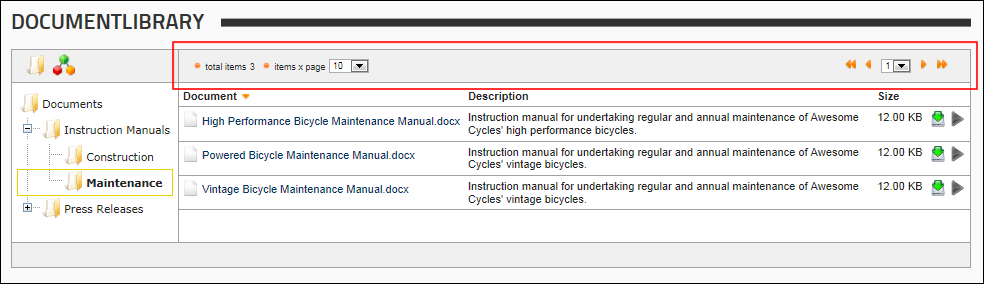 DOCUMENTLIBRARY
total items 3 items x page 10 1
Documents
Instruction Manuals
Construction
Maintenance
Press Releases
Document Description Size
High Performance Bicycle Maintenance Manual.docx Instruction manual for undertaking regular and annual maintenance of Awesome 12.00 KB
Cycles' high performance bicycles.
Powered Bicycle Maintenance Manual.docx Instruction manual for undertaking regular and annual maintenance of Awesome 12.00 KB
Cycles' vintage bicycles.
Vintage Bicycle Maintenance Manual.docx Instruction manual for undertaking regular and annual maintenance of Awesome 12.00 KB
Cycles' vintage bicycles.